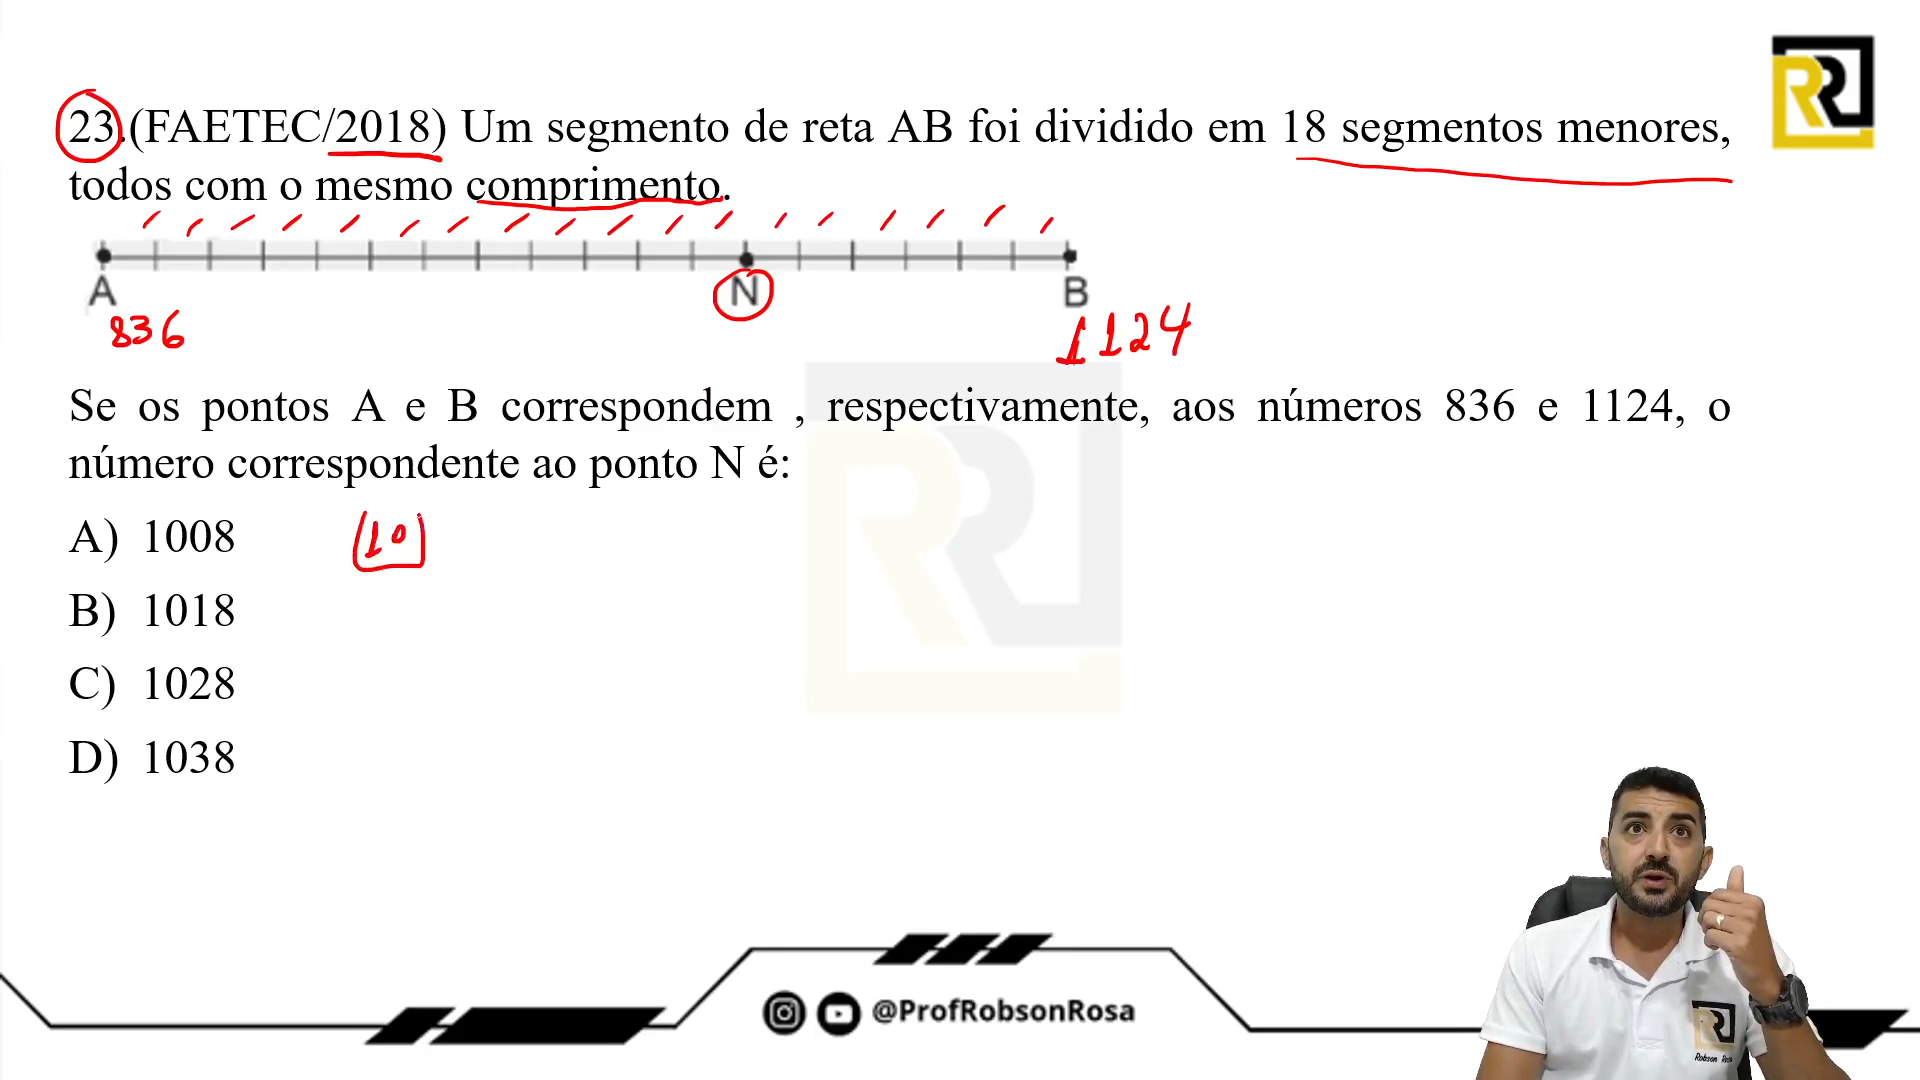 23.(FAETEC/2018) Um segmento de reta AB foi dividido em 18 segmentos menores,
todos com o mesmo comprimento.
A N B
836 1124
Se os pontos A e B correspondem , respectivamente, aos números 836 e 1124, o
número correspondente ao ponto N é:
A) 1008
10
B) 1018
C) 1028
D) 1038
@ProfRobsonRosa